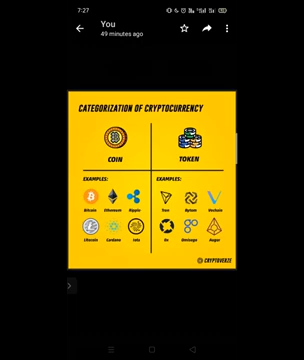 7:27
You
49 minutes ago
CATEGORIZATION OF CRYPTOCURRENCY
COIN
TOKEN
EXAMPLES:
Bitcoin Ethereum Ripple
Litecoin Cardano Iota
EXAMPLES:
Tron Bytom Vechain
0x OmiseGo Augur
CRYPTOVERZE